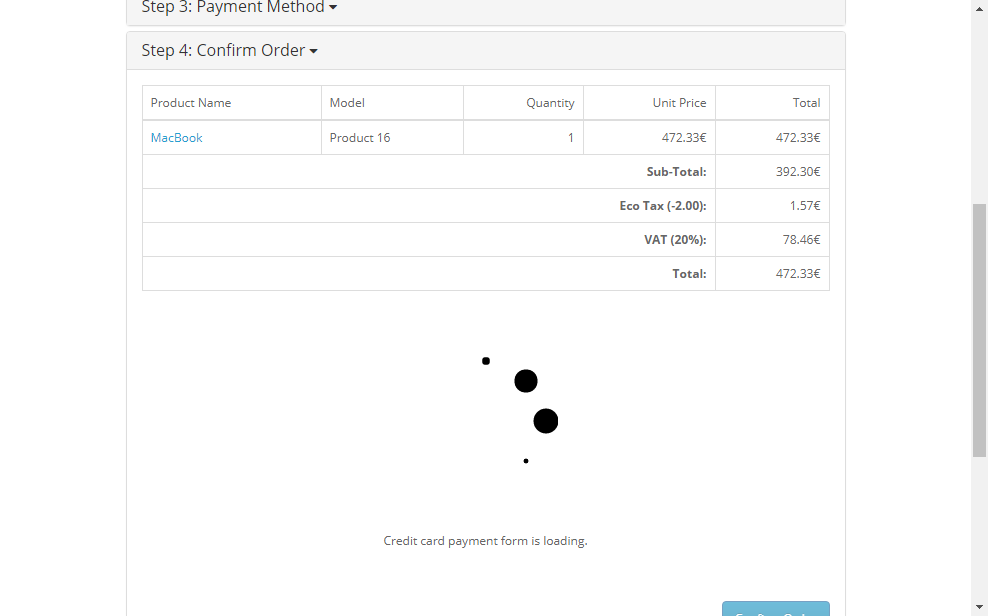 Step 3: Payment Method
Step 4: Confirm Order
Product Name Model Quantity Unit Price Total
MacBook Product 16 1 472.33€ 472.33€
Sub-Total: 392.30€
Eco Tax (-2.00): 1.57€
VAT (20%): 78.46€
Total: 472.33€
Credit card payment form is loading.